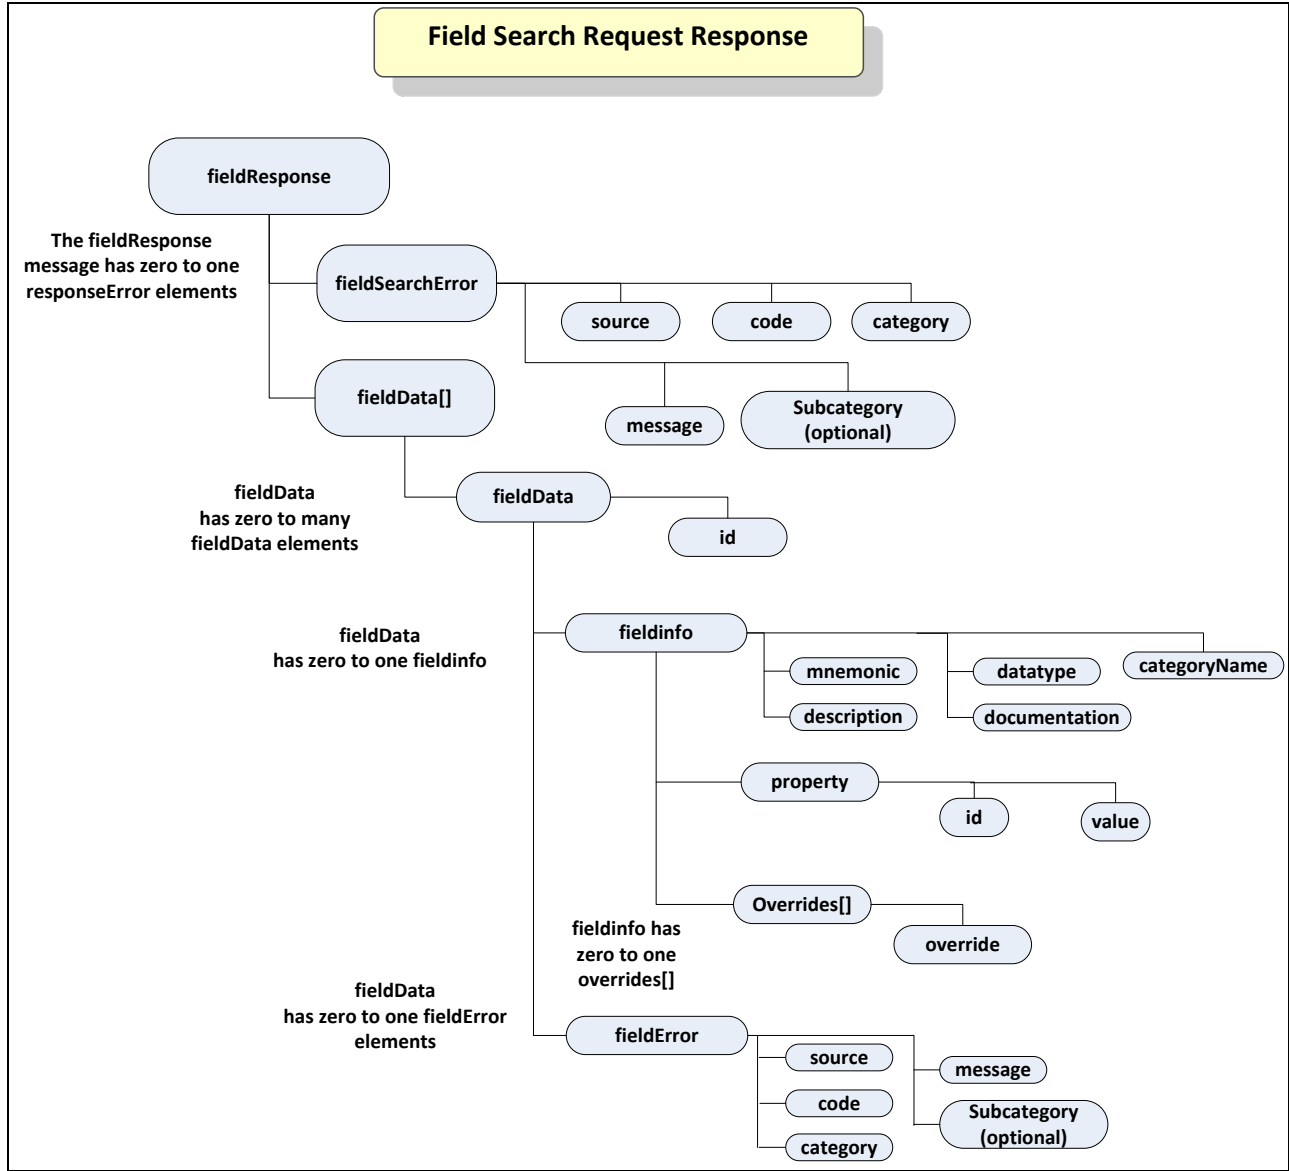 Field Search Request Response
fieldResponse
The fieldResponse
message has zero to one
responseError elements
fieldSearchError
source
code
category
fieldData[]
message
Subcategory
(optional)
fieldData
has zero to many
fieldData elements
fieldData
id
fieldData
has zero to one fieldinfo
fieldinfo
mnemonic
datatype
categoryName
description
documentation
property
id
value
Overrides[]
override
fieldinfo has
zero to one
overrides[]
fieldData
has zero to one fieldError
elements
fieldError
source
message
code
Subcategory
(optional)
category